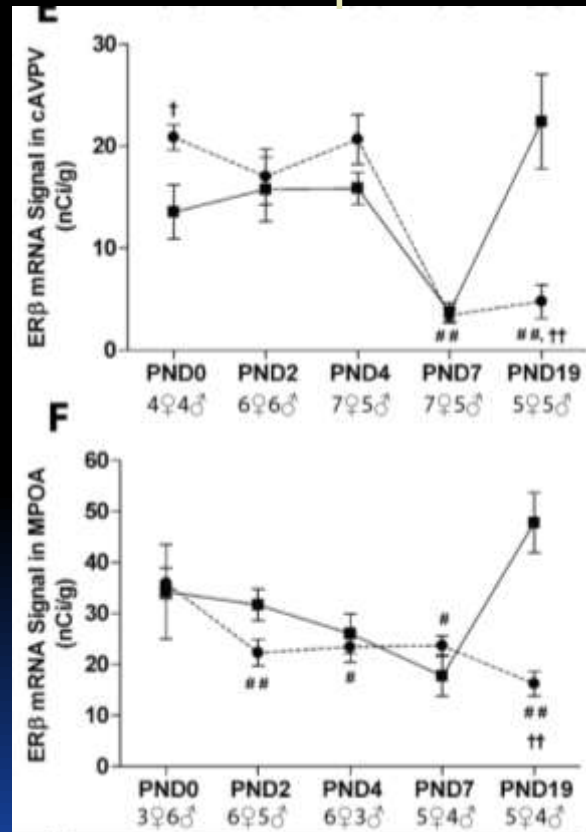 E
30
20
10
0
ERβ mRNA Signal in cAVPV
(nCi/g)
†
##
##, ††
PND0 PND2 PND4 PND7 PND19
4♀4♂ 6♀6♂ 7♀5♂ 7♀5♂ 5♀5♂
F
60
50
40
30
20
10
0
ERβ mRNA Signal in MPOA
(nCi/g)
##
#
#
##
††
PND0 PND2 PND4 PND7 PND19
3♀6♂ 6♀5♂ 6♀3♂ 5♀4♂ 5♀4♂